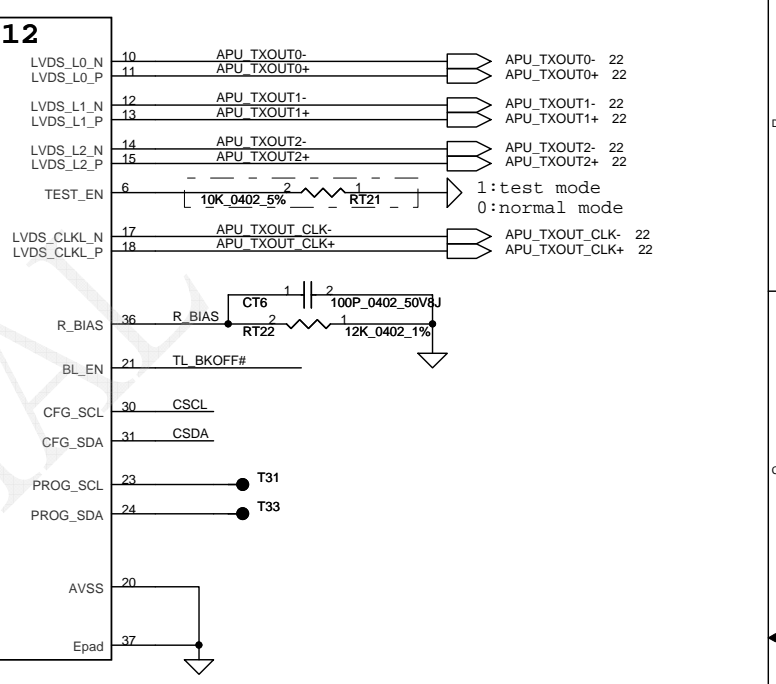 12
LVDS_L0_N 10 APU_TXOUT0- APU_TXOUT0- 22
LVDS_L0_P 11 APU_TXOUT0+ APU_TXOUT0+ 22
LVDS_L1_N 12 APU_TXOUT1- APU_TXOUT1- 22
LVDS_L1_P 13 APU_TXOUT1+ APU_TXOUT1+ 22
LVDS_L2_N 14 APU_TXOUT2- APU_TXOUT2- 22
LVDS_L2_P 15 APU_TXOUT2+ APU_TXOUT2+ 22
TEST_EN 6 2 1 1:test mode
10K_0402_5% RT21 0:normal mode
LVDS_CLKL_N 17 APU_TXOUT_CLK- APU_TXOUT_CLK- 22
LVDS_CLKL_P 18 APU_TXOUT_CLK+ APU_TXOUT_CLK+ 22
1 2
CT6 100P_0402_50V8J
R_BIAS 36 R_BIAS 2 1
RT22 12K_0402_1%
BL_EN 21 TL_BKOFF#
CFG_SCL 30 CSCL
CFG_SDA 31 CSDA
PROG_SCL 23 T31
PROG_SDA 24 T33
AVSS 20
Epad 37